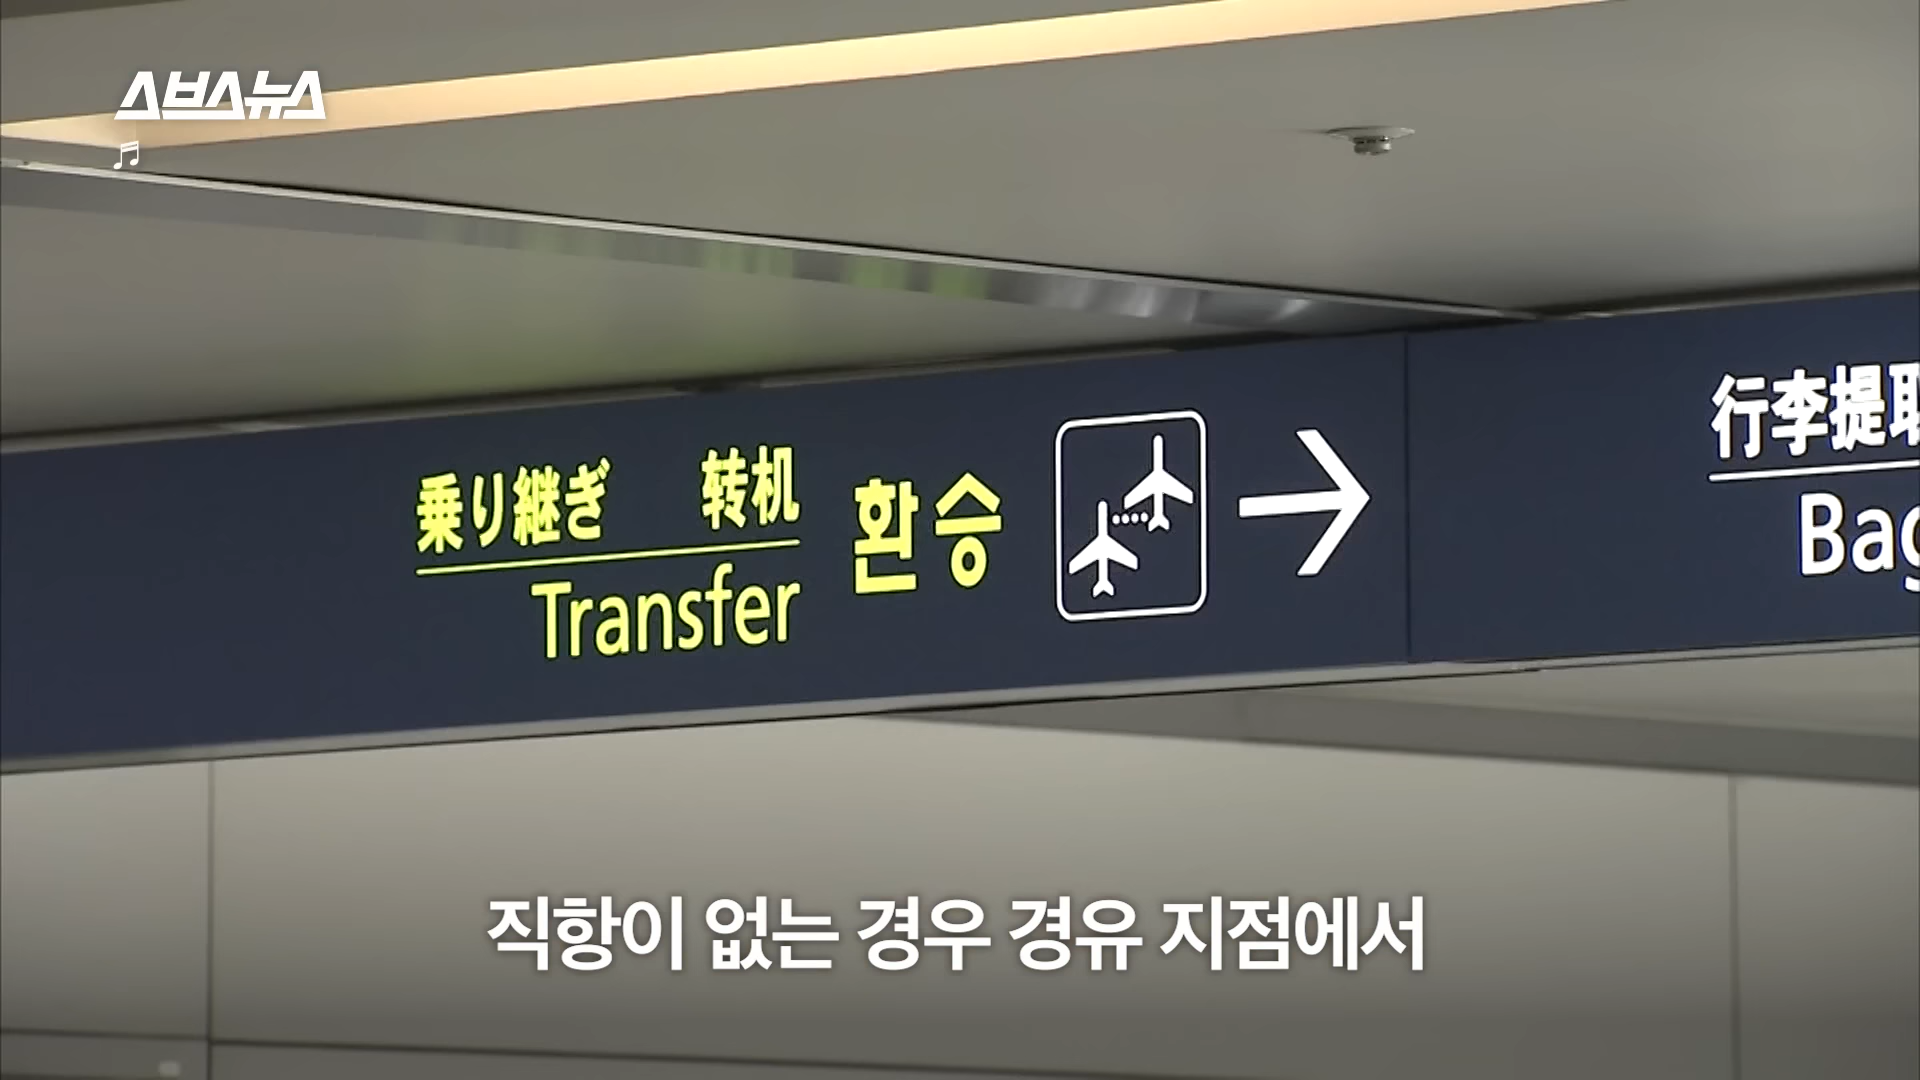 스브스뉴스
乗り継ぎ 转机
Transfer
환승
行李提取
직항이 없는 경우 경유 지점에서